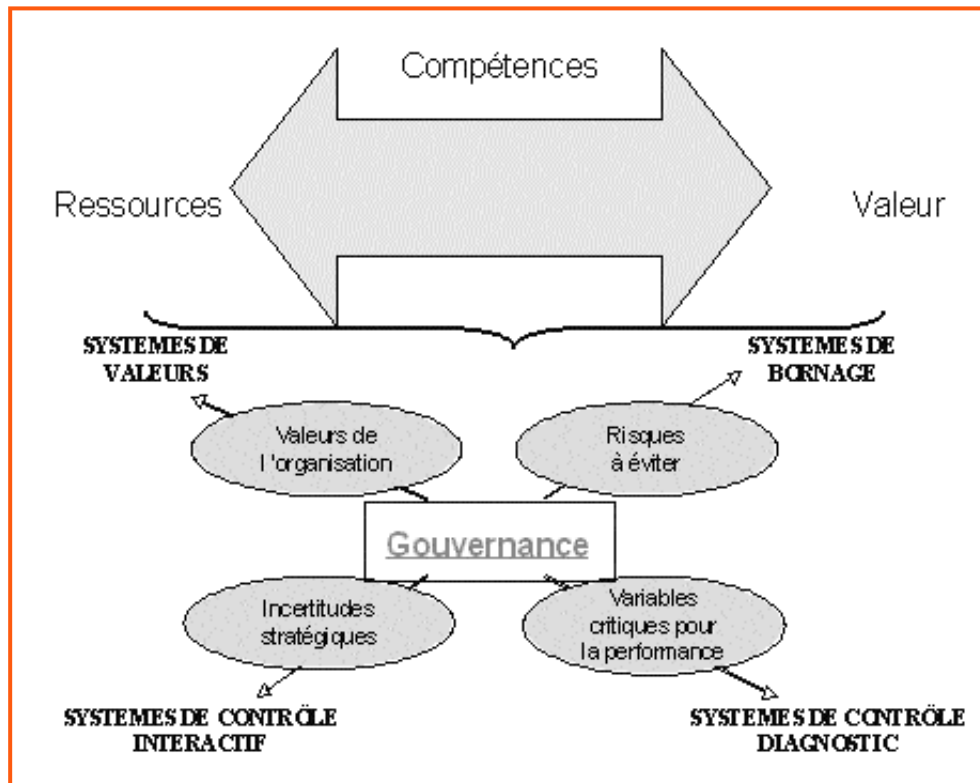 Compétences
Ressources
Valeur
SYSTEMES DE
VALEURS
SYSTEMES DE
BORNAGE
Valeurs de
l 'organisation
Risques
à éviter
Gouvernance
Incertitudes
stratégiques
Variables
critiques pour
la performance
SYSTEMES DE CONTRÔLE
INTERACTIF
SYSTEMES DE CONTRÔLE
DIAGNOSTIC